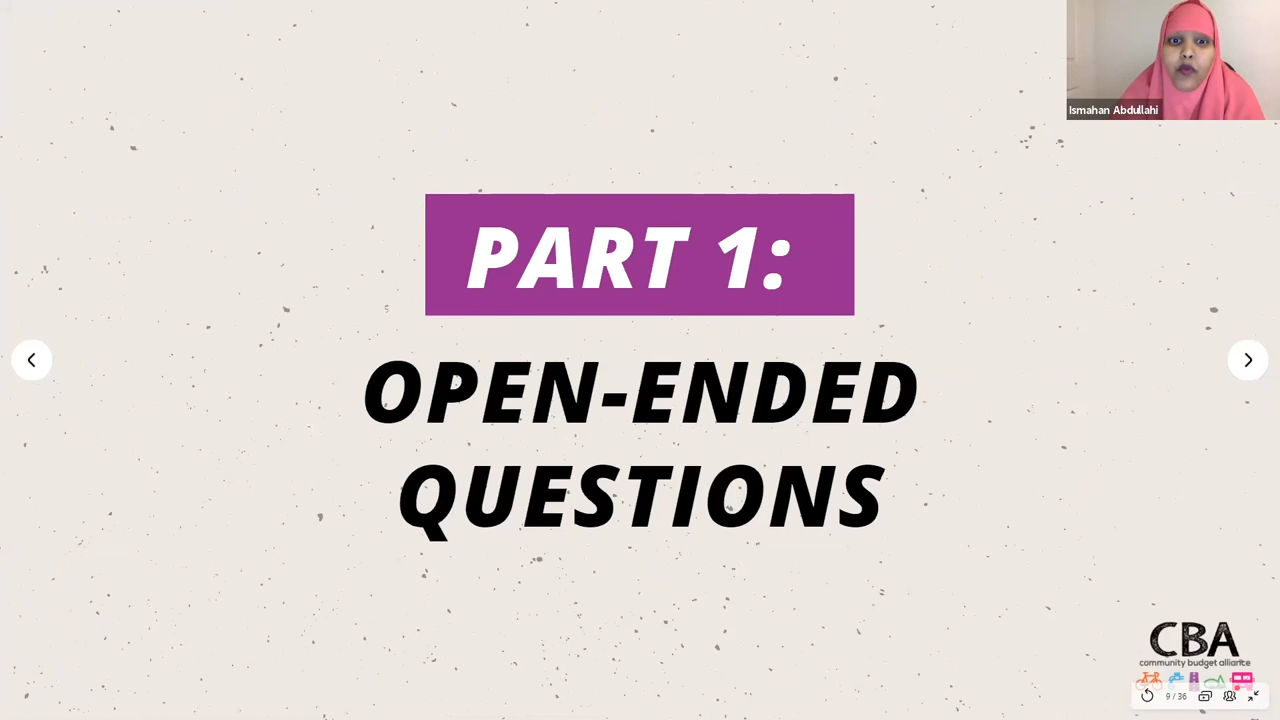 Ismahan Abdullahi
PART 1:
OPEN-ENDED
QUESTIONS
CBA
community budget alliance
9 / 36